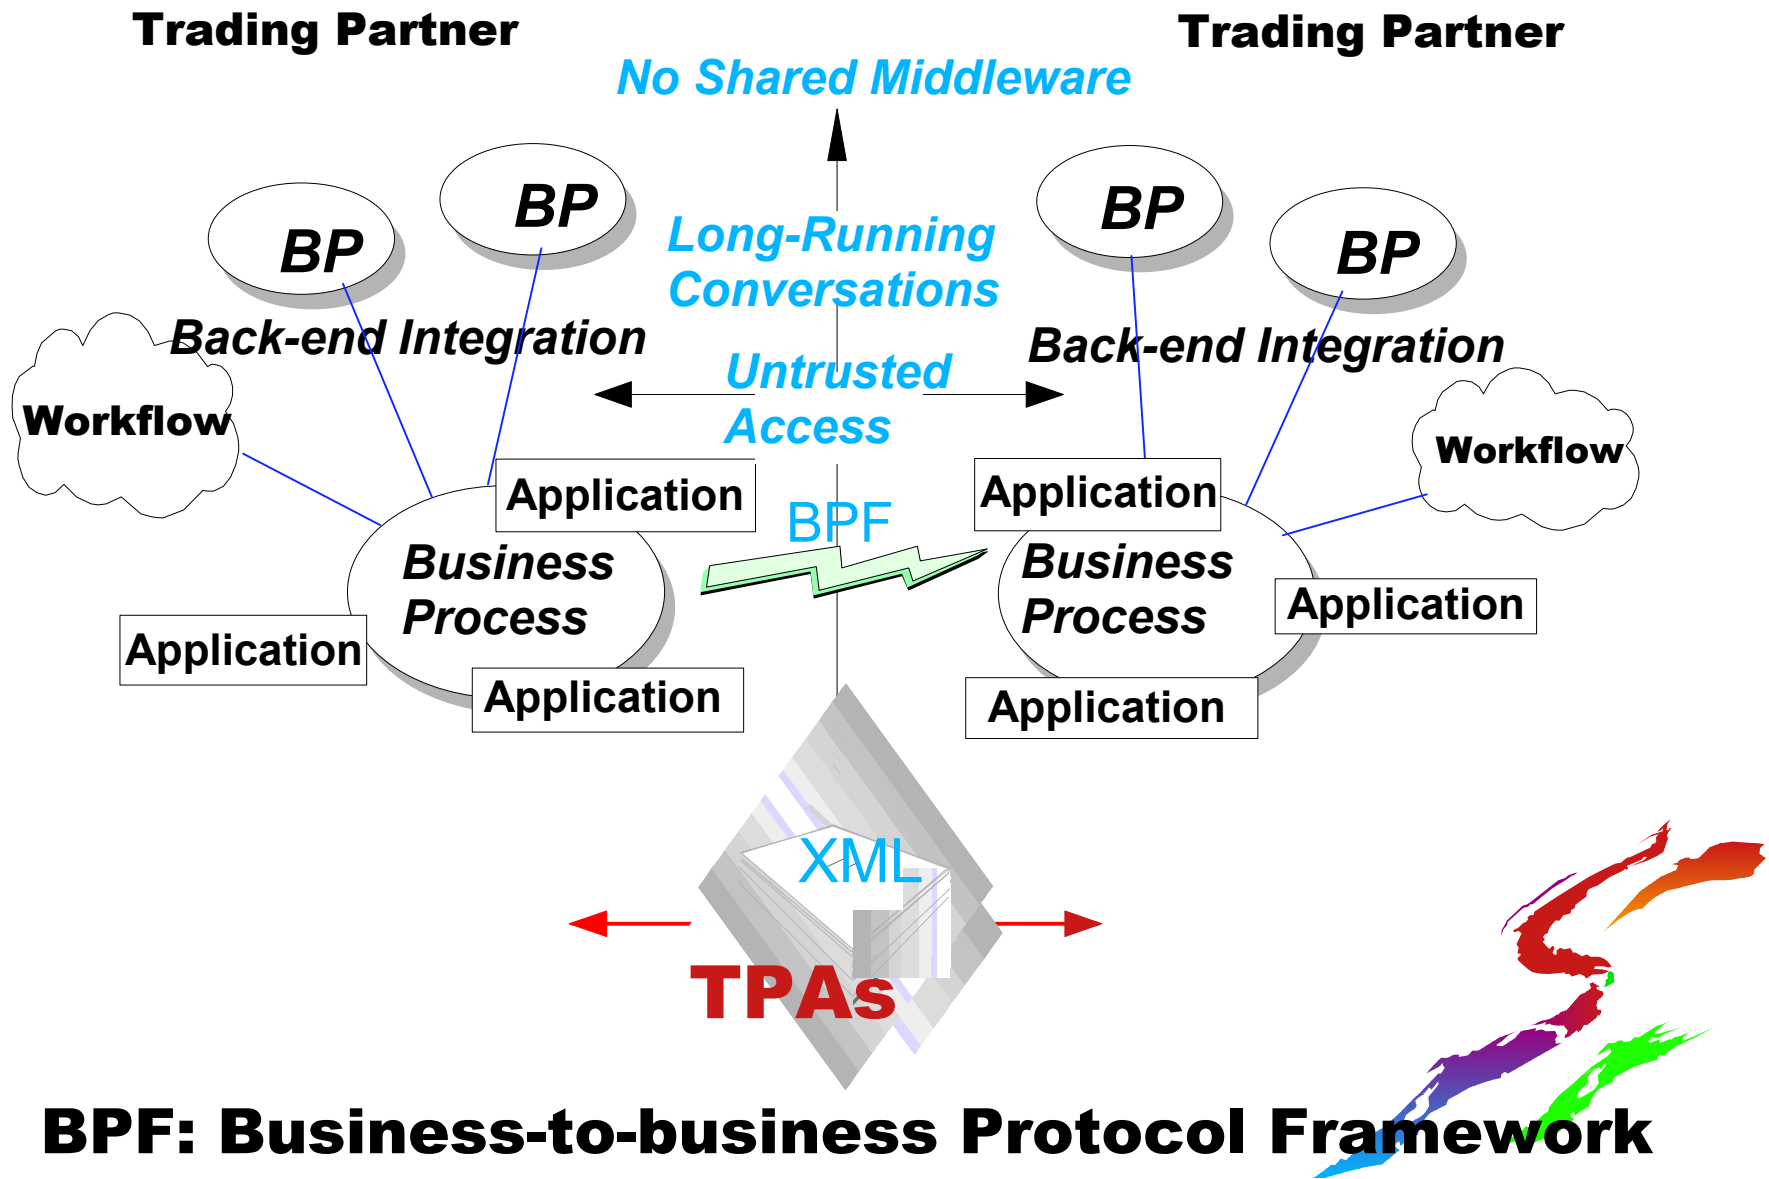 Trading Partner
Trading Partner
No Shared Middleware
BP
BP
BP
BP
Long-Running
Conversations
Back-end Integration
Back-end Integration
Untrusted
Access
Workflow
Workflow
Application
Application
BPF
Business
Process
Business
Process
Application
Application
Application
Application
XML
TPAs
BPF: Business-to-business Protocol Framework